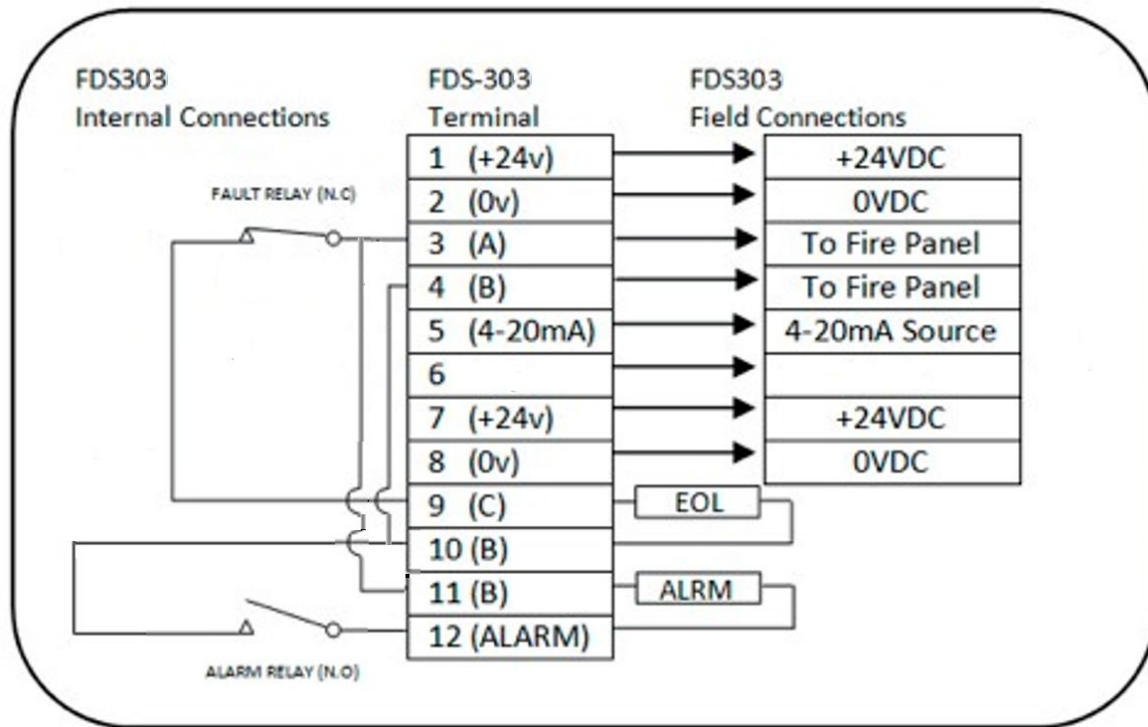 FDS303
Internal Connections
FDS-303
Terminal
FDS303
Field Connections
FAULT RELAY (N.C)
1 (+24v)
+24VDC
2 (0v)
0VDC
3 (A)
To Fire Panel
4 (B)
To Fire Panel
5 (4-20mA)
4-20mA Source
6
7 (+24v)
+24VDC
8 (0v)
0VDC
9 (C)
EOL
10 (B)
11 (B)
ALRM
12 (ALARM)
ALARM RELAY (N.O)